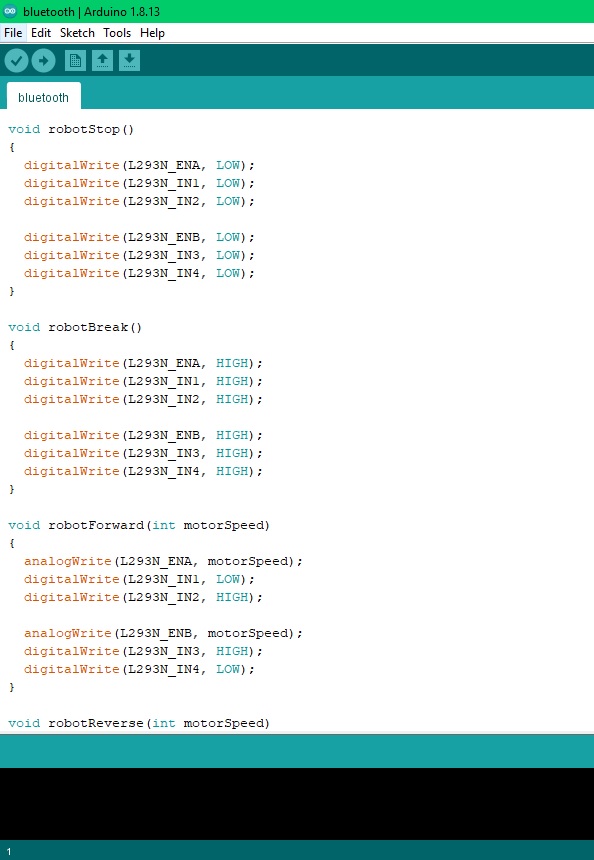 bluetooth | Arduino 1.8.13
File Edit Sketch Tools Help
bluetooth
void robotStop()
{
  digitalWrite(L293N_ENA, LOW);
  digitalWrite(L293N_IN1, LOW);
  digitalWrite(L293N_IN2, LOW);

  digitalWrite(L293N_ENB, LOW);
  digitalWrite(L293N_IN3, LOW);
  digitalWrite(L293N_IN4, LOW);
}

void robotBreak()
{
  digitalWrite(L293N_ENA, HIGH);
  digitalWrite(L293N_IN1, HIGH);
  digitalWrite(L293N_IN2, HIGH);

  digitalWrite(L293N_ENB, HIGH);
  digitalWrite(L293N_IN3, HIGH);
  digitalWrite(L293N_IN4, HIGH);
}

void robotForward(int motorSpeed)
{
  analogWrite(L293N_ENA, motorSpeed);
  digitalWrite(L293N_IN1, LOW);
  digitalWrite(L293N_IN2, HIGH);

  analogWrite(L293N_ENB, motorSpeed);
  digitalWrite(L293N_IN3, HIGH);
  digitalWrite(L293N_IN4, LOW);
}

void robotReverse(int motorSpeed)
1